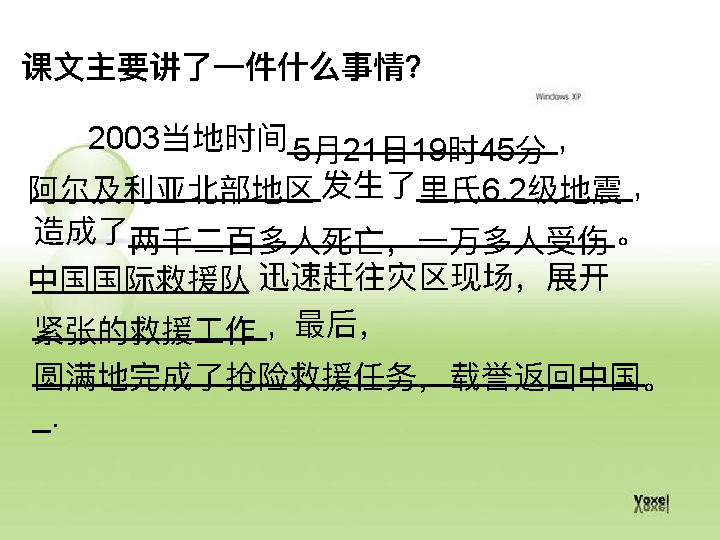 课文主要讲了一件什么事情?
Windows XP
2003当地时间 5月21日19时45分，
阿尔及利亚北部地区发生了里氏6.2级地震，
造成了两千二百多人死亡，一万多人受伤。
中国国际救援队 迅速赶往灾区现场，展开
紧张的救援工作，最后，
圆满地完成了抢险救援任务，载誉返回中国。
_.
Voxel